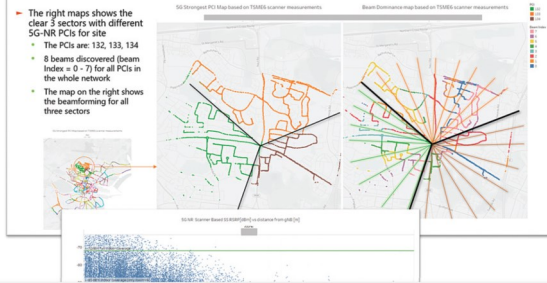 The right maps shows the
clear 3 sectors with different
5G-NR PCIs for site
The PCIs are: 132, 133, 134
8 beams discovered (beam
Index = 0 - 7) for all PCIs in
the whole network
The map on the right shows
the beamforming for all
three sectors
5G Strongest PCI Map based on TSME6 scanner measurements
Beam Dominance map based on TSME6 scanner measurements
5G NR Scanner Based SS RSRP[dBm] vs distance from gNB[m]